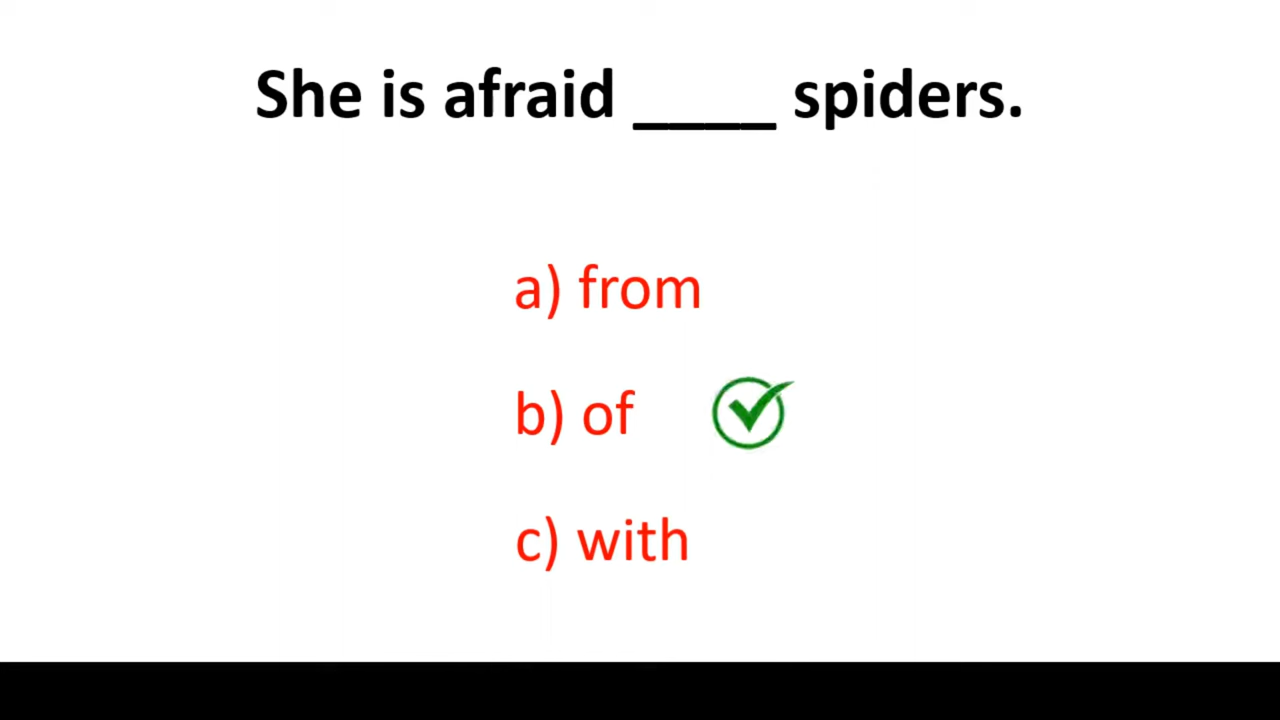 She is afraid ____ spiders.
a) from
b) of
c) with